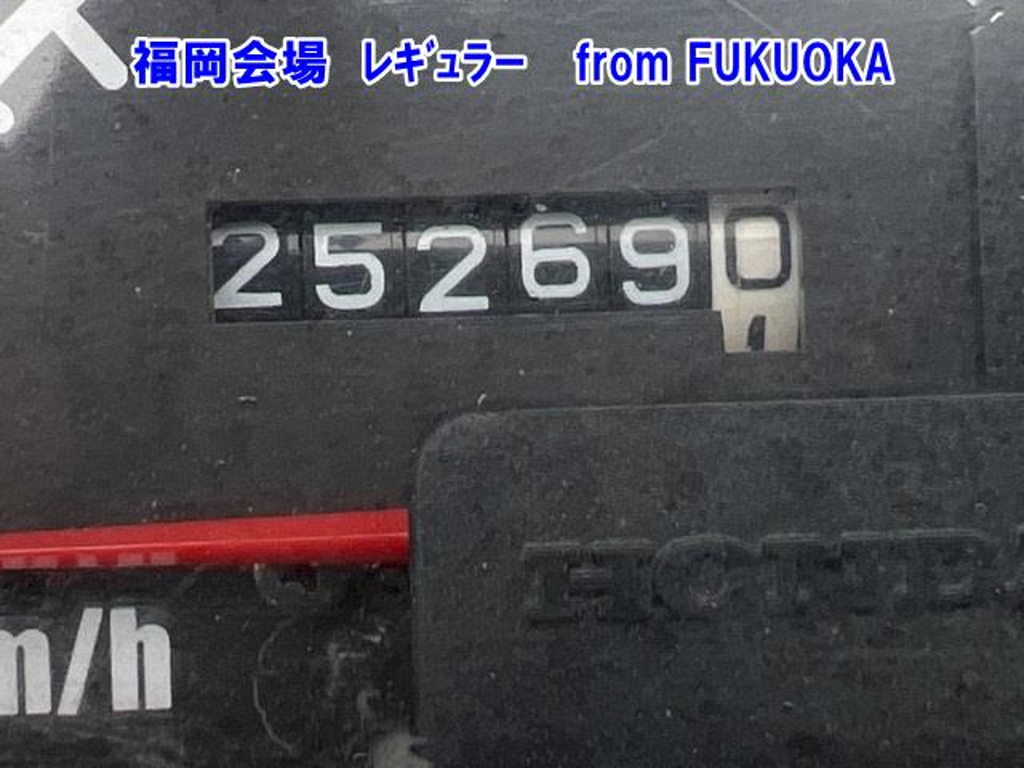 福岡会場　ﾚｷﾞｭﾗｰ　from FUKUOKA
252690
HONDA
m/h